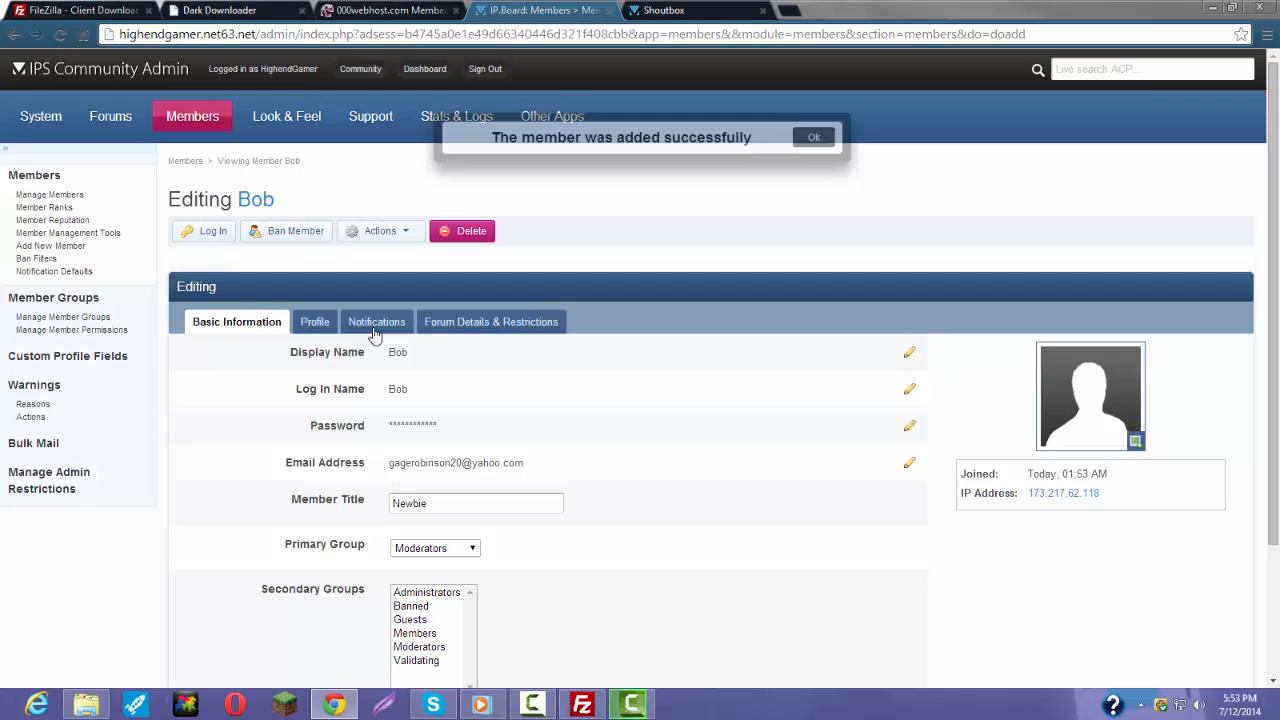 FileZilla - Client Downloa
Dark Downloader
000webhost.com Membe
IP.Board: Members > Mem
Shoutbox
highendgamer.net63.net/admin/index.php?adsess=b4745a0e1e49d66340446d321f408cbb&app=members&&module=members&section=members&do=doadd
IPS Community Admin
Logged in as HighendGamer
Community
Dashboard
Sign Out
Live search ACP...
System
Forums
Members
Look & Feel
Support
Stats & Logs
Other Apps
The member was added successfully
Ok
Members > Viewing Member Bob
Members
Manage Members
Member Ranks
Member Reputation
Member Management Tools
Add New Member
Ban Filters
Notification Defaults
Member Groups
Manage Member Groups
Manage Member Permissions
Custom Profile Fields
Warnings
Reasons
Actions
Bulk Mail
Manage Admin
Restrictions
Editing Bob
Log In
Ban Member
Actions
Delete
Editing
Basic Information
Profile
Notifications
Forum Details & Restrictions
Display Name Bob
Log In Name Bob
Password ***********
Email Address gagerobinson20@yahoo.com
Member Title Newbie
Primary Group Moderators
Secondary Groups
Administrators
Banned
Guests
Members
Moderators
Validating
Joined: Today, 01:53 AM
IP Address: 173.217.62.118
5:53 PM
7/12/2014